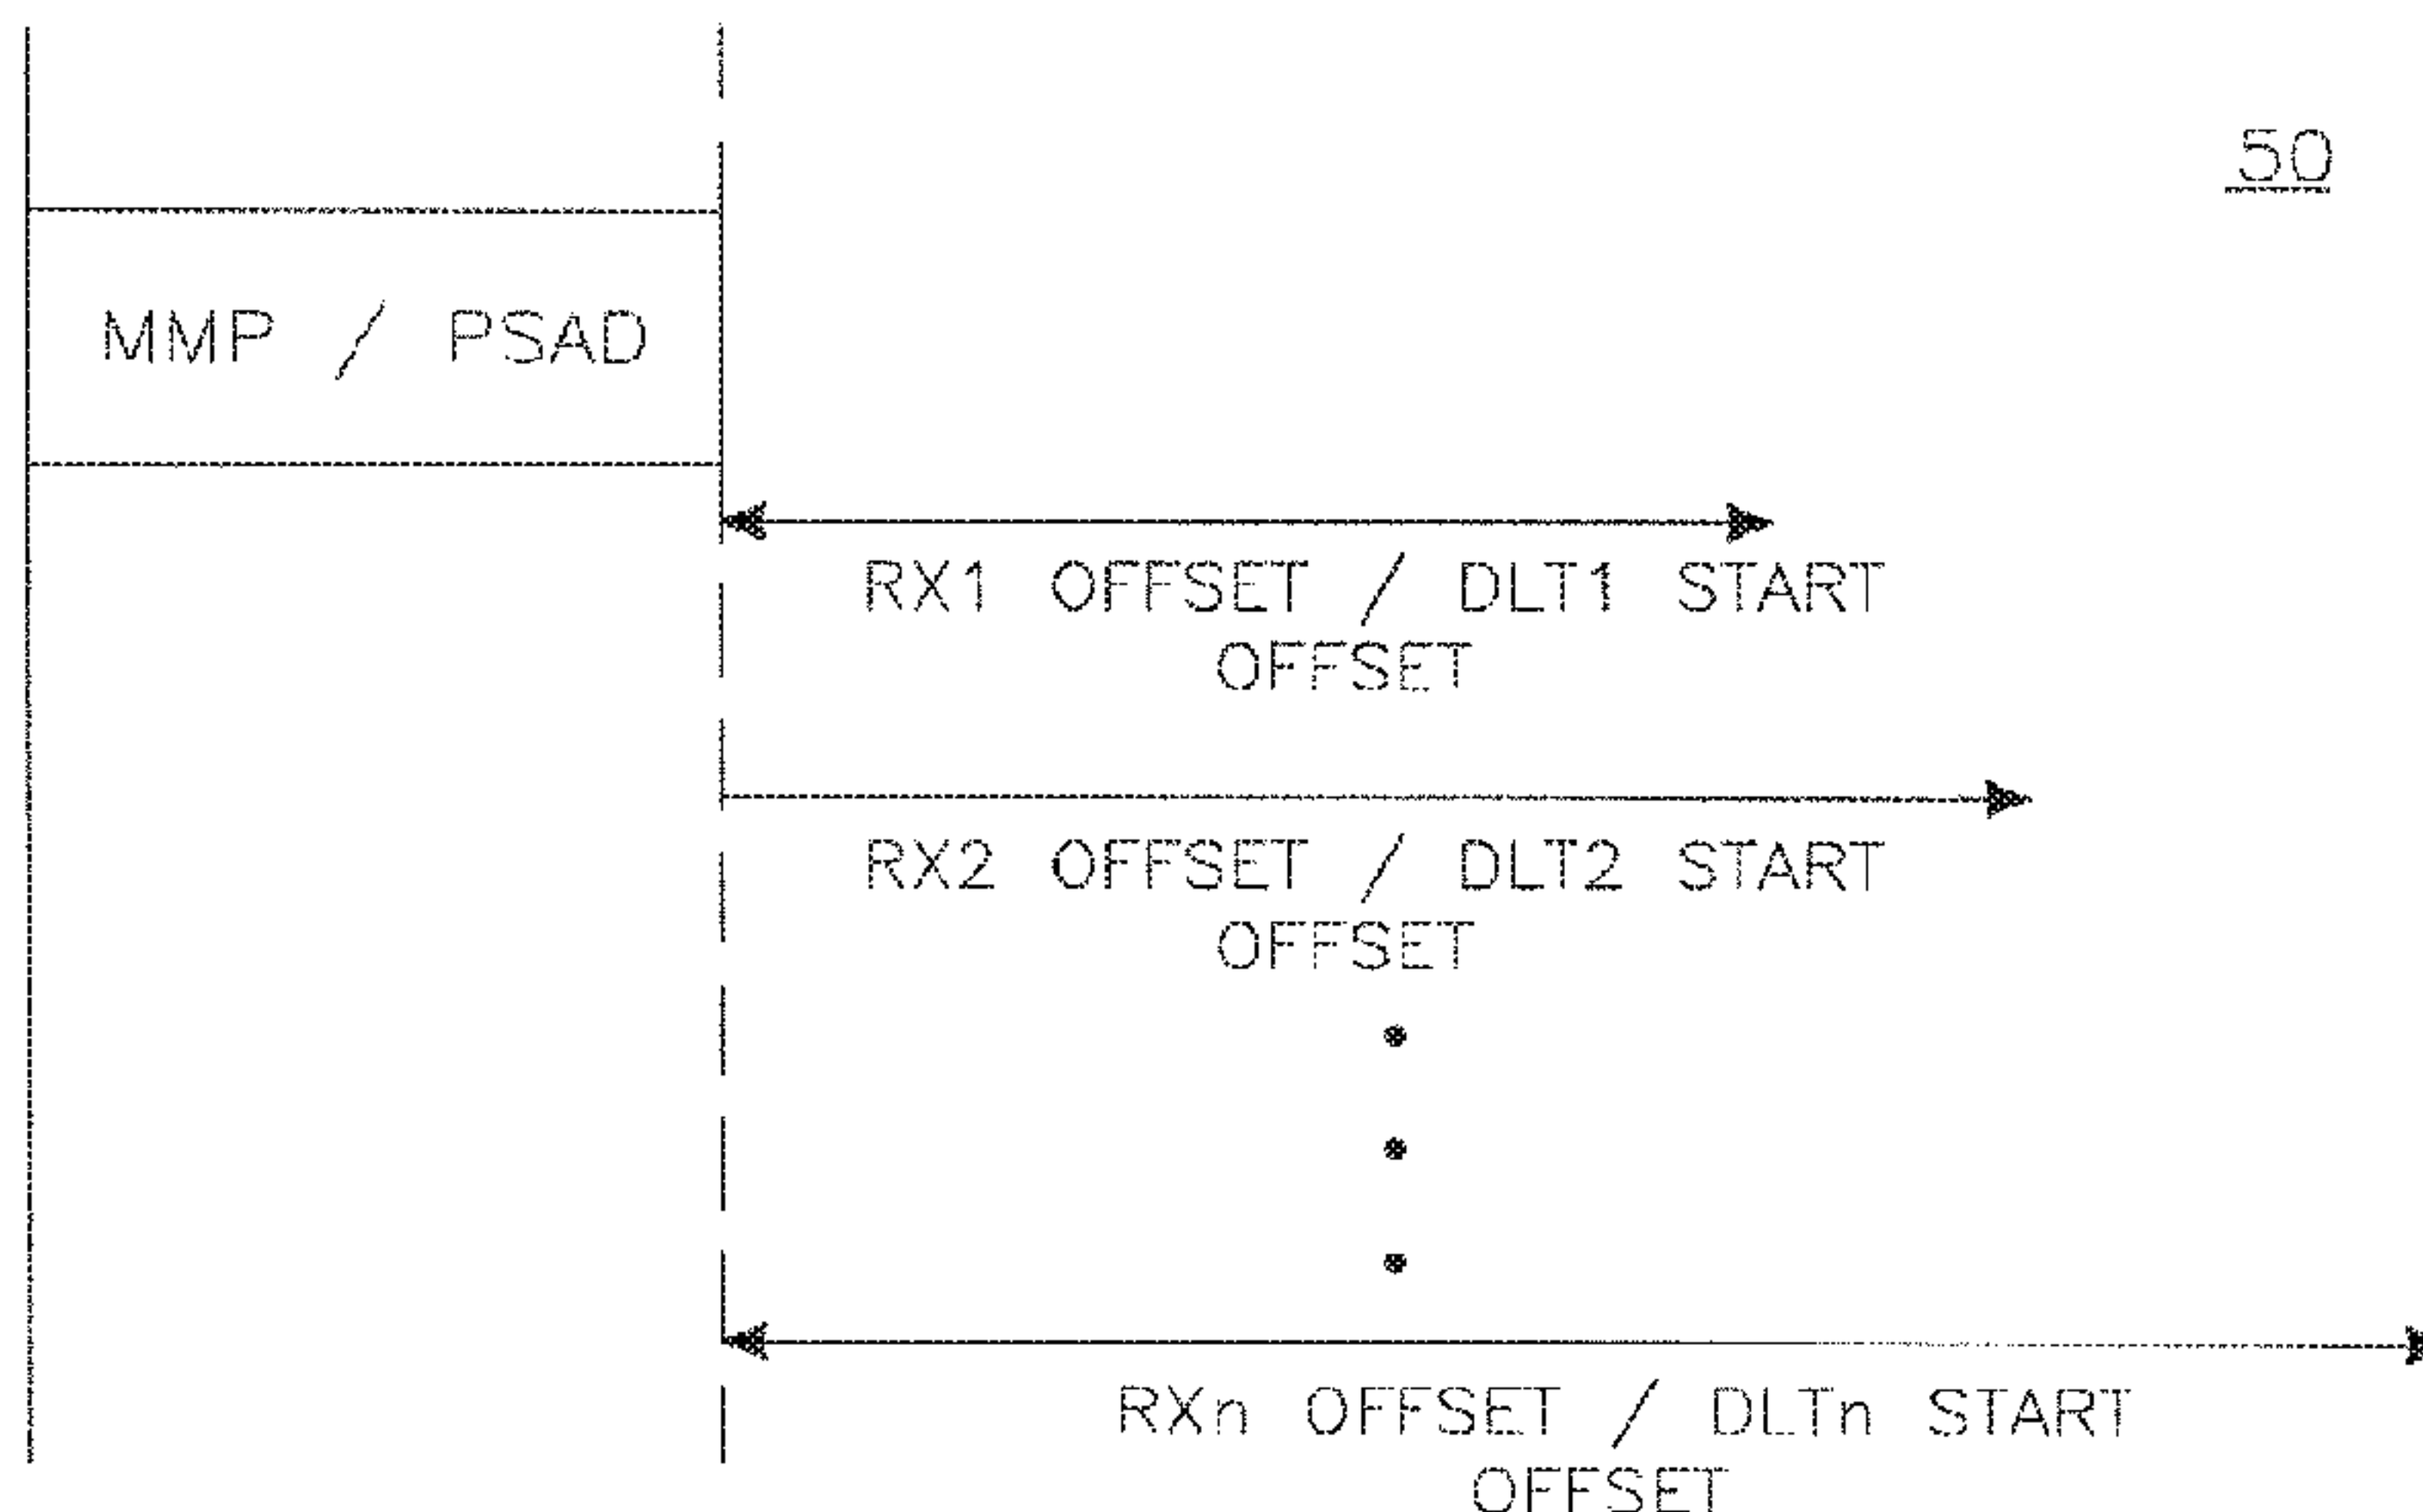 50
MMP / PSAD
RX1 OFFSET / DLT1 START
OFFSET
RX2 OFFSET / DLT2 START
OFFSET
RXn OFFSET / DLTn START
OFFSET